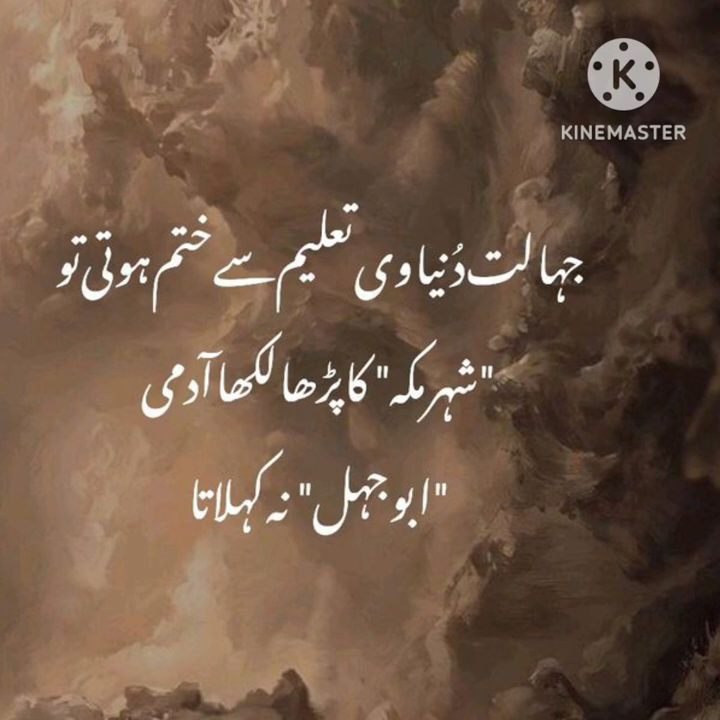 KINEMASTER
جہالت دُنیاوی تعلیم سے ختم ہوتی تو
"شہر مکہ" کا پڑھا لکھا آدمی
"ابو جہل" نہ کہلاتا